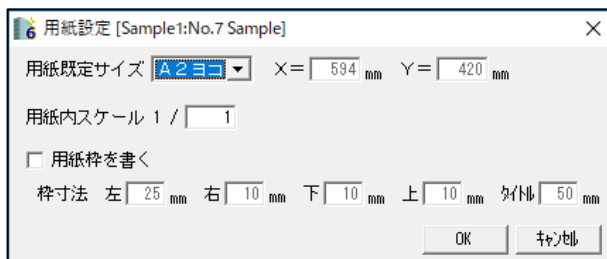 用紙設定 [Sample1:No.7 Sample]
用紙既定サイズ A2ヨコ X= 594 mm Y= 420 mm
用紙内スケール 1 / 1
用紙枠を書く
枠寸法 左 25 mm 右 10 mm 下 10 mm 上 10 mm ﾀｲﾄﾙ 50 mm
OK ｷｬﾝｾﾙ